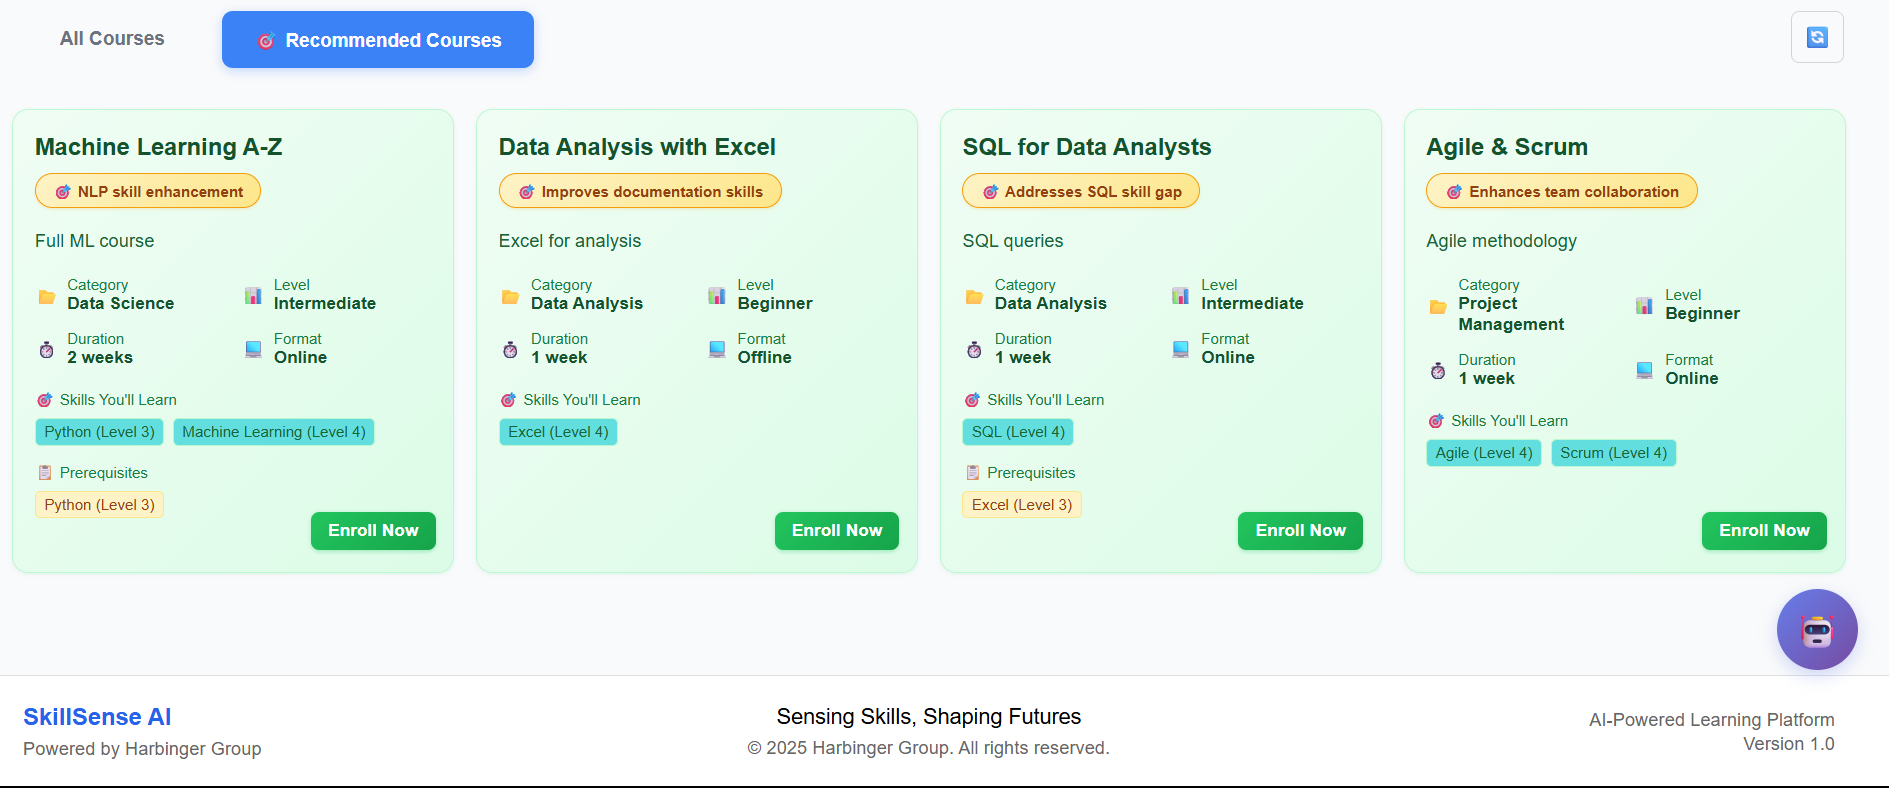 All Courses
Recommended Courses
Machine Learning A-Z
NLP skill enhancement
Full ML course
Category
Data Science
Level
Intermediate
Duration
2 weeks
Format
Online
Skills You'll Learn
Python (Level 3)
Machine Learning (Level 4)
Prerequisites
Python (Level 3)
Enroll Now
Data Analysis with Excel
Improves documentation skills
Excel for analysis
Category
Data Analysis
Level
Beginner
Duration
1 week
Format
Offline
Skills You'll Learn
Excel (Level 4)
Enroll Now
SQL for Data Analysts
Addresses SQL skill gap
SQL queries
Category
Data Analysis
Level
Intermediate
Duration
1 week
Format
Online
Skills You'll Learn
SQL (Level 4)
Prerequisites
Excel (Level 3)
Enroll Now
Agile & Scrum
Enhances team collaboration
Agile methodology
Category
Project
Management
Level
Beginner
Duration
1 week
Format
Online
Skills You'll Learn
Agile (Level 4)
Scrum (Level 4)
Enroll Now
SkillSense AI
Powered by Harbinger Group
Sensing Skills, Shaping Futures
© 2025 Harbinger Group. All rights reserved.
AI-Powered Learning Platform
Version 1.0